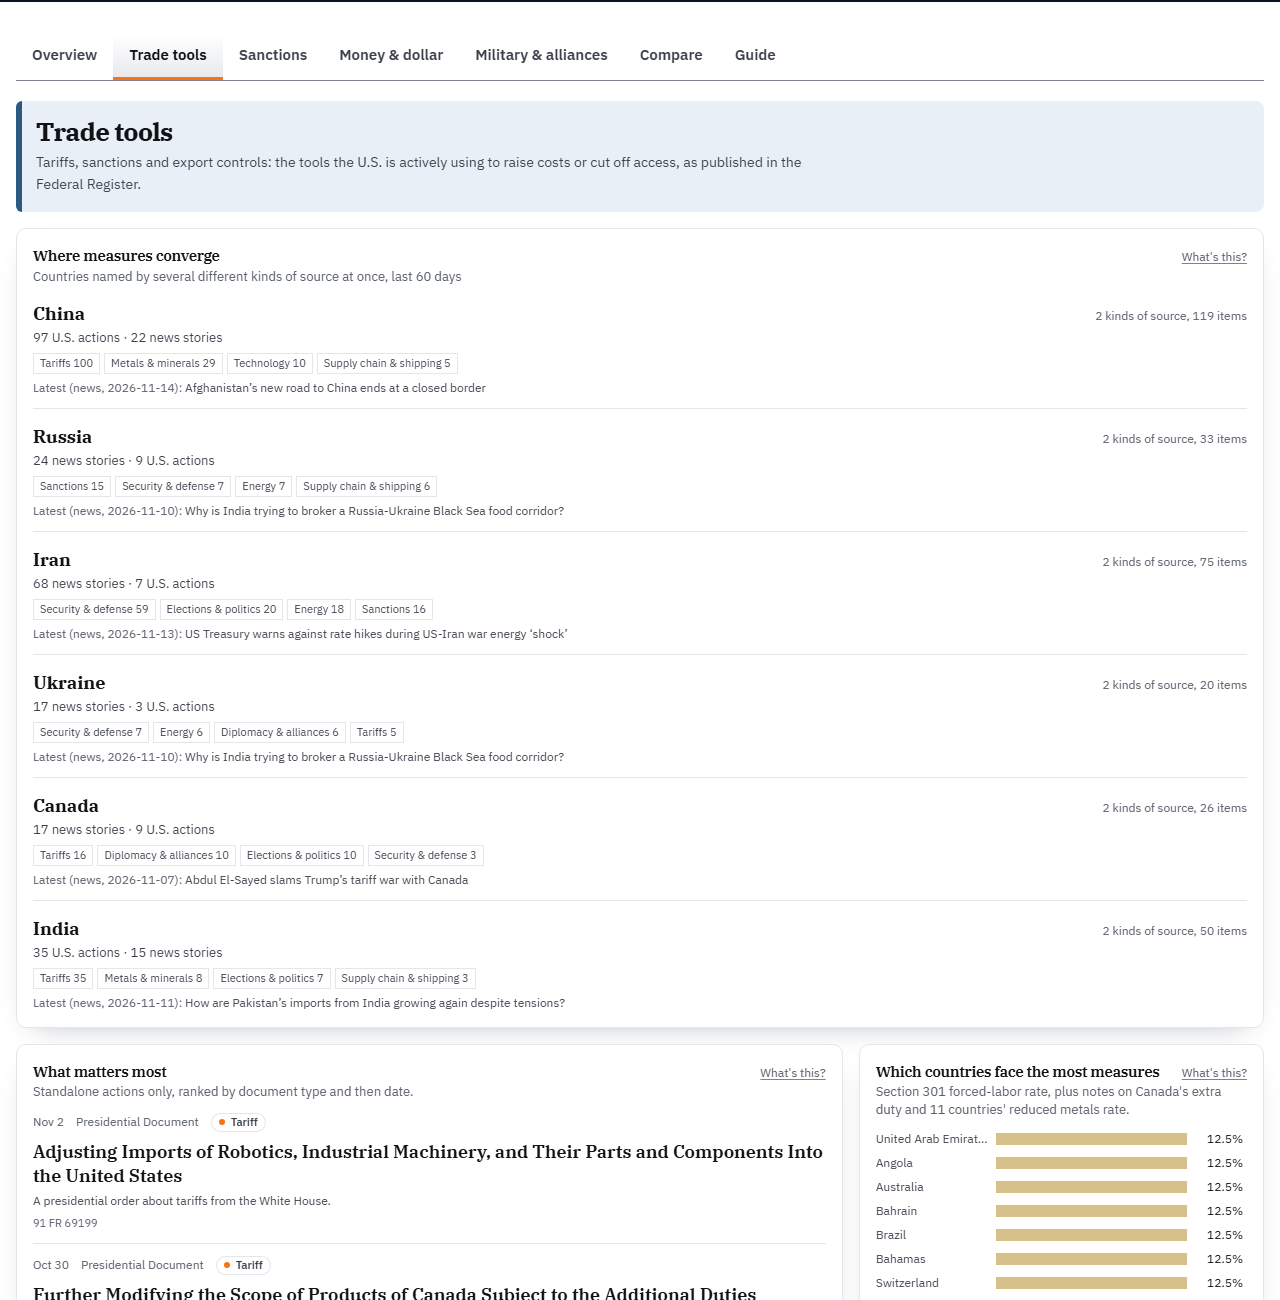 Overview
Trade tools
Sanctions
Money & dollar
Military & alliances
Compare
Guide
Trade tools
Tariffs, sanctions and export controls: the tools the U.S. is actively using to raise costs or cut off access, as published in the
Federal Register.
Where measures converge
What's this?
Countries named by several different kinds of source at once, last 60 days
China
2 kinds of source, 119 items
97 U.S. actions · 22 news stories
Tariffs 100
Metals & minerals 29
Technology 10
Supply chain & shipping 5
Latest (news, 2026-11-14): Afghanistan’s new road to China ends at a closed border
Russia
2 kinds of source, 33 items
24 news stories · 9 U.S. actions
Sanctions 15
Security & defense 7
Energy 7
Supply chain & shipping 6
Latest (news, 2026-11-10): Why is India trying to broker a Russia-Ukraine Black Sea food corridor?
Iran
2 kinds of source, 75 items
68 news stories · 7 U.S. actions
Security & defense 59
Elections & politics 20
Energy 18
Sanctions 16
Latest (news, 2026-11-13): US Treasury warns against rate hikes during US-Iran war energy ‘shock’
Ukraine
2 kinds of source, 20 items
17 news stories · 3 U.S. actions
Security & defense 7
Energy 6
Diplomacy & alliances 6
Tariffs 5
Latest (news, 2026-11-10): Why is India trying to broker a Russia-Ukraine Black Sea food corridor?
Canada
2 kinds of source, 26 items
17 news stories · 9 U.S. actions
Tariffs 16
Diplomacy & alliances 10
Elections & politics 10
Security & defense 3
Latest (news, 2026-11-07): Abdul El-Sayed slams Trump’s tariff war with Canada
India
2 kinds of source, 50 items
35 U.S. actions · 15 news stories
Tariffs 35
Metals & minerals 8
Elections & politics 7
Supply chain & shipping 3
Latest (news, 2026-11-11): How are Pakistan’s imports from India growing again despite tensions?
What matters most
What's this?
Standalone actions only, ranked by document type and then date.
Nov 2 Presidential Document Tariff
Adjusting Imports of Robotics, Industrial Machinery, and Their Parts and Components Into
the United States
A presidential order about tariffs from the White House.
91 FR 69199
Oct 30 Presidential Document Tariff
Further Modifying the Scope of Products of Canada Subject to the Additional Duties
Which countries face the most measures
What's this?
Section 301 forced-labor rate, plus notes on Canada's extra
duty and 11 countries' reduced metals rate.
United Arab Emirat... 12.5%
Angola 12.5%
Australia 12.5%
Bahrain 12.5%
Brazil 12.5%
Bahamas 12.5%
Switzerland 12.5%